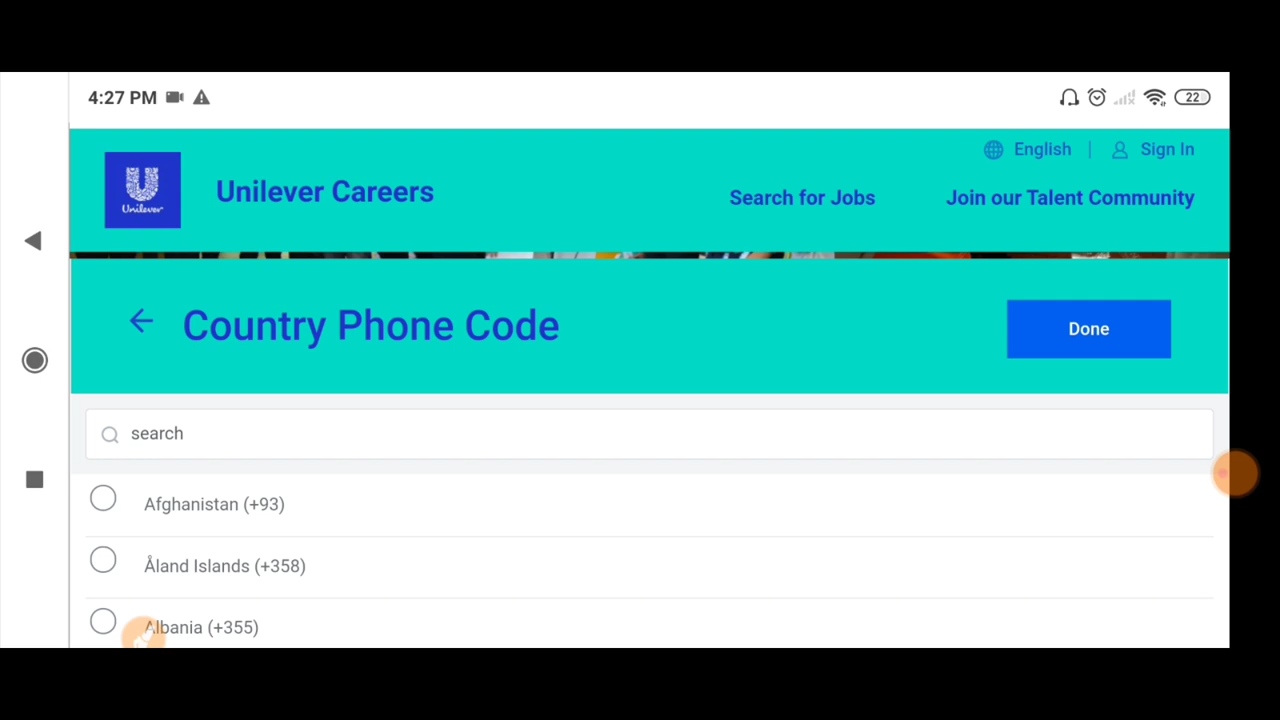 4:27 PM
22
English | Sign In
Unilever
Unilever Careers
Search for Jobs
Join our Talent Community
Country Phone Code
Done
search
Afghanistan (+93)
Åland Islands (+358)
Albania (+355)